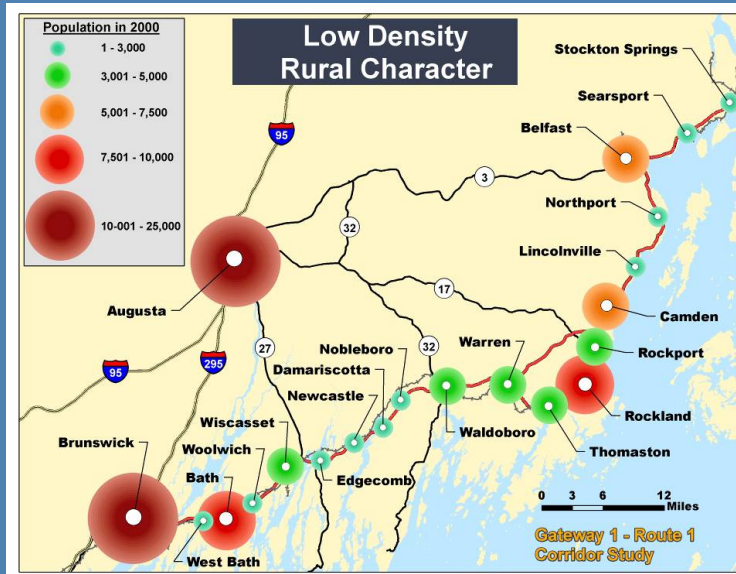 Population in 2000
1 - 3,000
3,001 - 5,000
5,001 - 7,500
7,501 - 10,000
10-001 - 25,000
Low Density
Rural Character
Stockton Springs
Searsport
Belfast
95
3
Northport
32
Lincolnville
Augusta
17
Camden
27
32
Warren
Rockport
95
295
Nobleboro
Damariscotta
Newcastle
Rockland
Wiscasset
Waldoboro
Thomaston
Brunswick
Woolwich
Bath
Edgecomb
West Bath
0 3 6 12
Miles
Gateway 1 - Route 1
Corridor Study